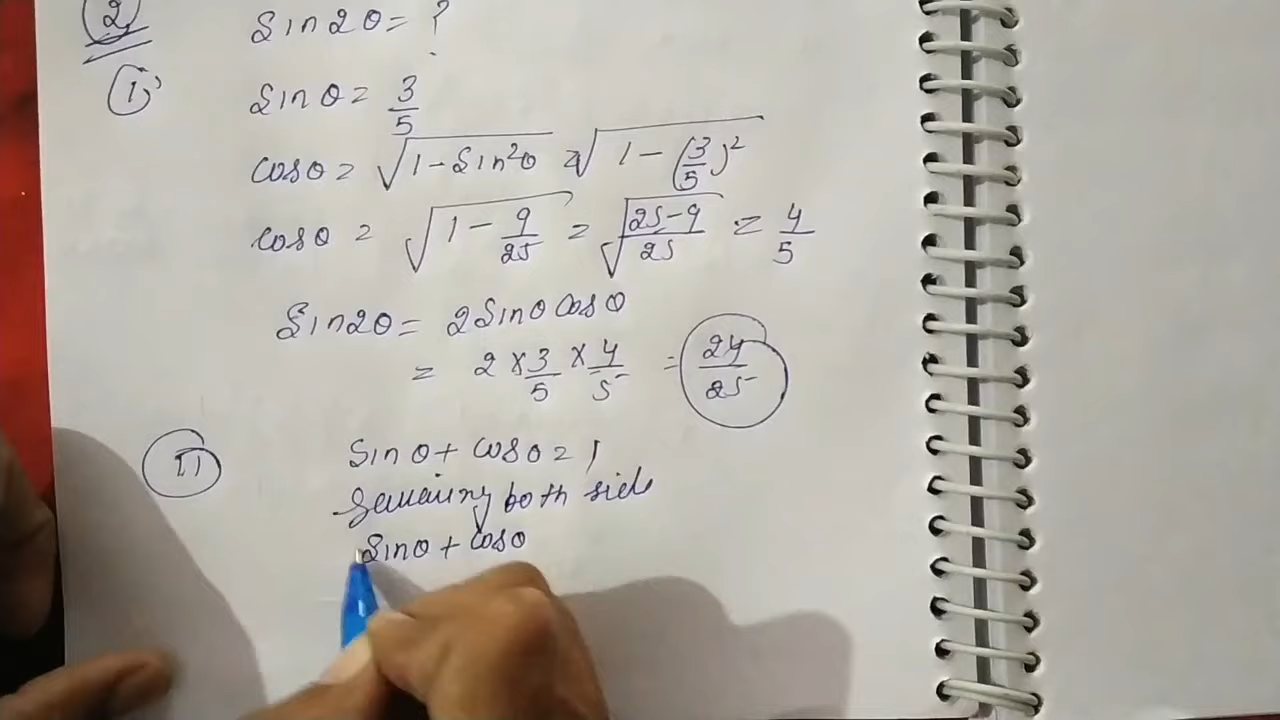 2
Sin2θ = ?
(i) Sinθ = 3/5
cosθ = √(1-Sin²θ) = √(1-(3/5)²)
cosθ = √(1-9/25) = √((25-9)/25) = 4/5
Sin2θ = 2Sinθ cosθ
= 2 × 3/5 × 4/5 = 24/25
(ii) Sinθ + cosθ = 1
both side
Sinθ + cosθ